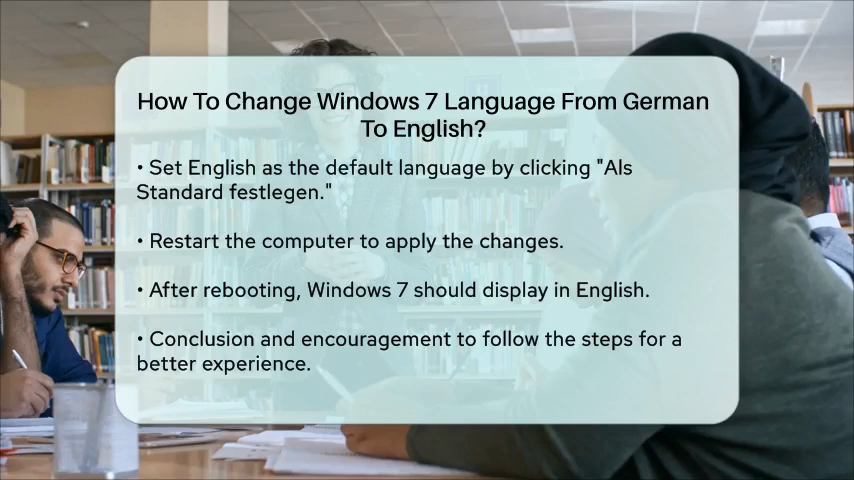 How To Change Windows 7 Language From German
To English?
• Set English as the default language by clicking "Als
Standard festlegen."
• Restart the computer to apply the changes.
• After rebooting, Windows 7 should display in English.
• Conclusion and encouragement to follow the steps for a
better experience.